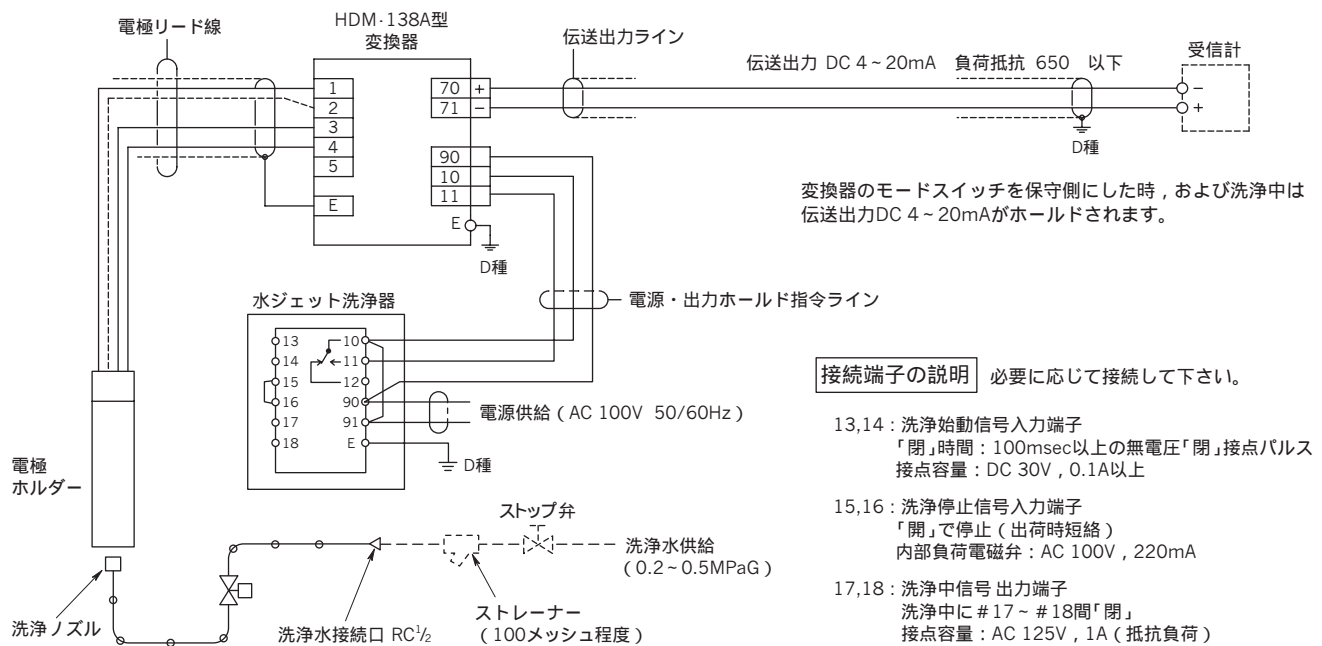 電極リード線
HDM·138A型
変換器
伝送出力ライン
伝送出力 DC 4~20mA 負荷抵抗 650 以下
受信計
1
2
3
4
5
E
70 +
71 −
90
10
11
E
D種
−
+
D種
変換器のモードスイッチを保守側にした時,および洗浄中は
伝送出力DC 4~20mAがホールドされます。
水ジェット洗浄器
電源・出力ホールド指令ライン
13 10
14 11
15 12
16 90
17 91
18 E
電源供給(AC 100V 50/60Hz)
D種
接続端子の説明 必要に応じて接続して下さい。
13,14:洗浄始動信号入力端子
「閉」時間:100msec以上の無電圧「閉」接点パルス
接点容量:DC 30V,0.1A以上
15,16:洗浄停止信号入力端子
「開」で停止(出荷時短絡)
内部負荷電磁弁:AC 100V,220mA
17,18:洗浄中信号 出力端子
洗浄中に#17~#18間「閉」
接点容量:AC 125V,1A(抵抗負荷)
電極
ホルダー
ストップ弁
洗浄水供給
(0.2~0.5MPaG)
ストレーナー
(100メッシュ程度)
洗浄水接続口 RC1/2
洗浄ノズル